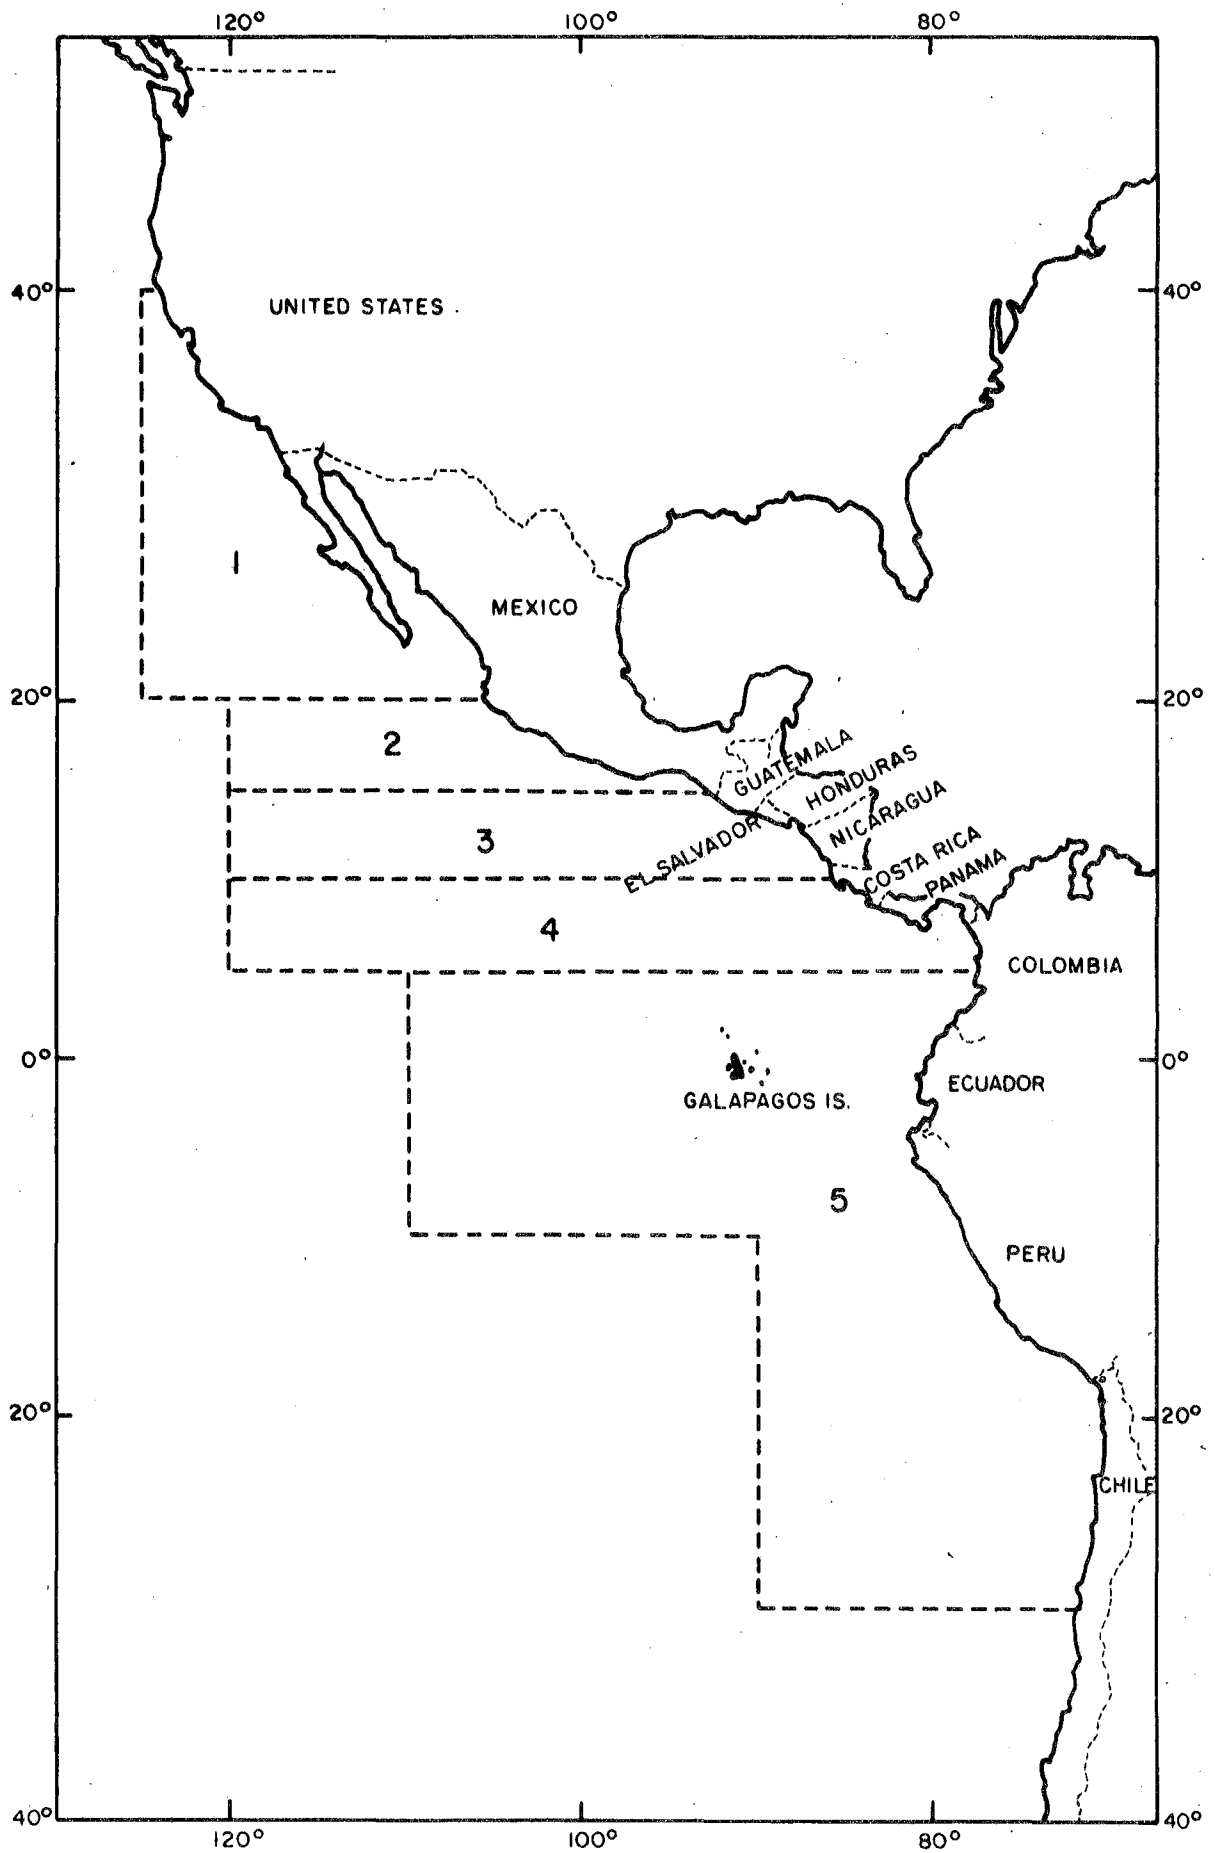 120° 100° 80°
40° 40°
UNITED STATES
1
MEXICO
20° 20°
2
GUATEMALA
HONDURAS
NICARAGUA
EL SALVADOR
3
COSTA RICA
PANAMA
4
COLOMBIA
0° 0°
ECUADOR
GALAPAGOS IS.
5
PERU
20° 20°
CHILE
40° 40°
120° 100° 80°